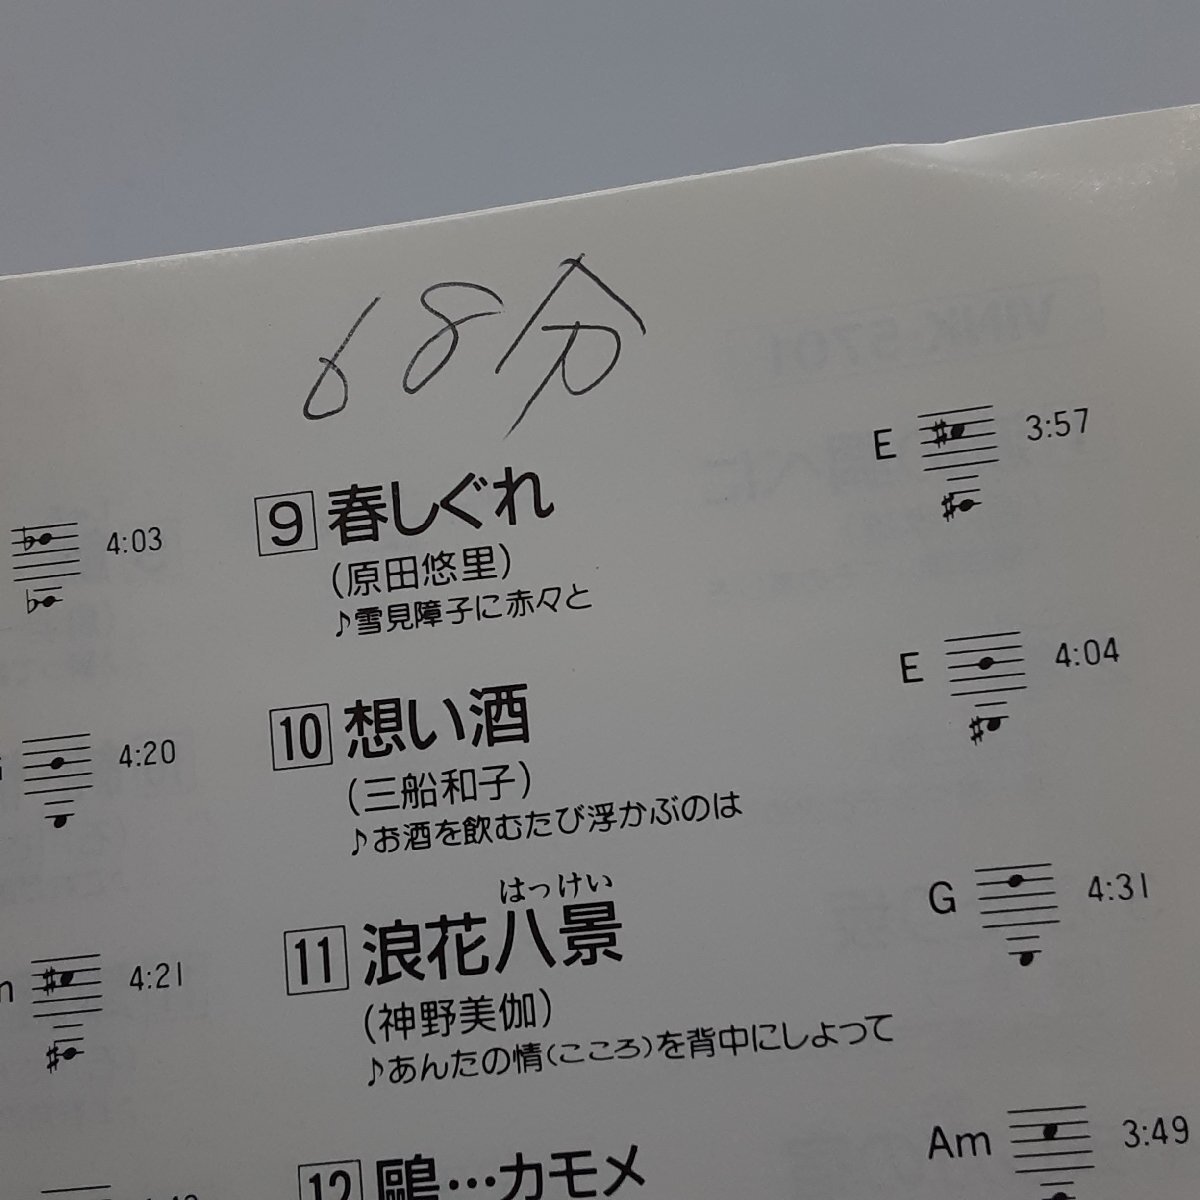 68分
4:03
4:20
4:21
9 春しぐれ E 3:57
(原田悠里)
♪雪見障子に赤々と
10 想い酒 E 4:04
(三船和子)
♪お酒を飲むたび浮かぶのは
はっけい
11 浪花八景 G 4:31
(神野美伽)
♪あんたの情(こころ)を背中にしょって
12 鷗…カモメ Am 3:49